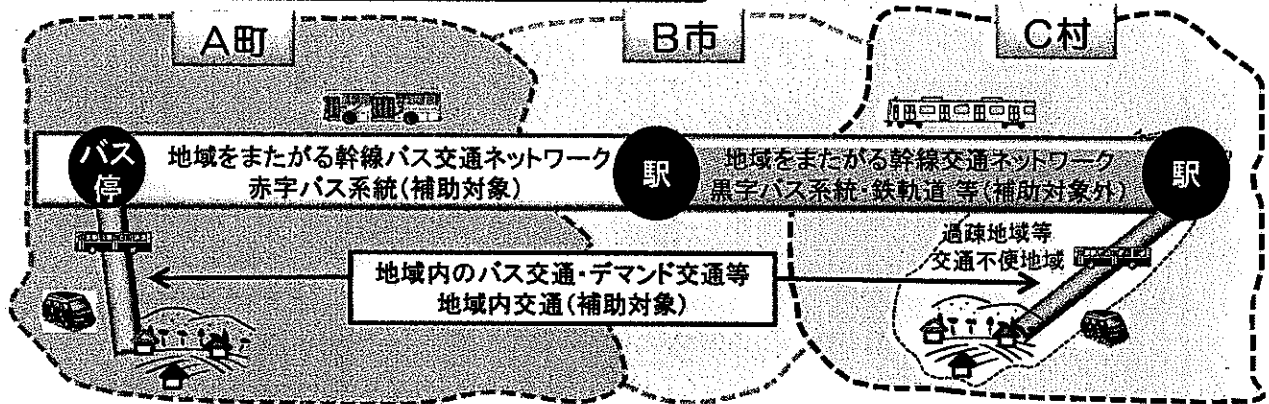 A町
B市
C村
バス停
地域をまたがる幹線バス交通ネットワーク
赤字バス系統(補助対象)
駅
地域をまたがる幹線交通ネットワーク
黒字バス系統・鉄軌道 等(補助対象外)
駅
過疎地域等
交通不便地域
地域内のバス交通・デマンド交通等
地域内交通(補助対象)